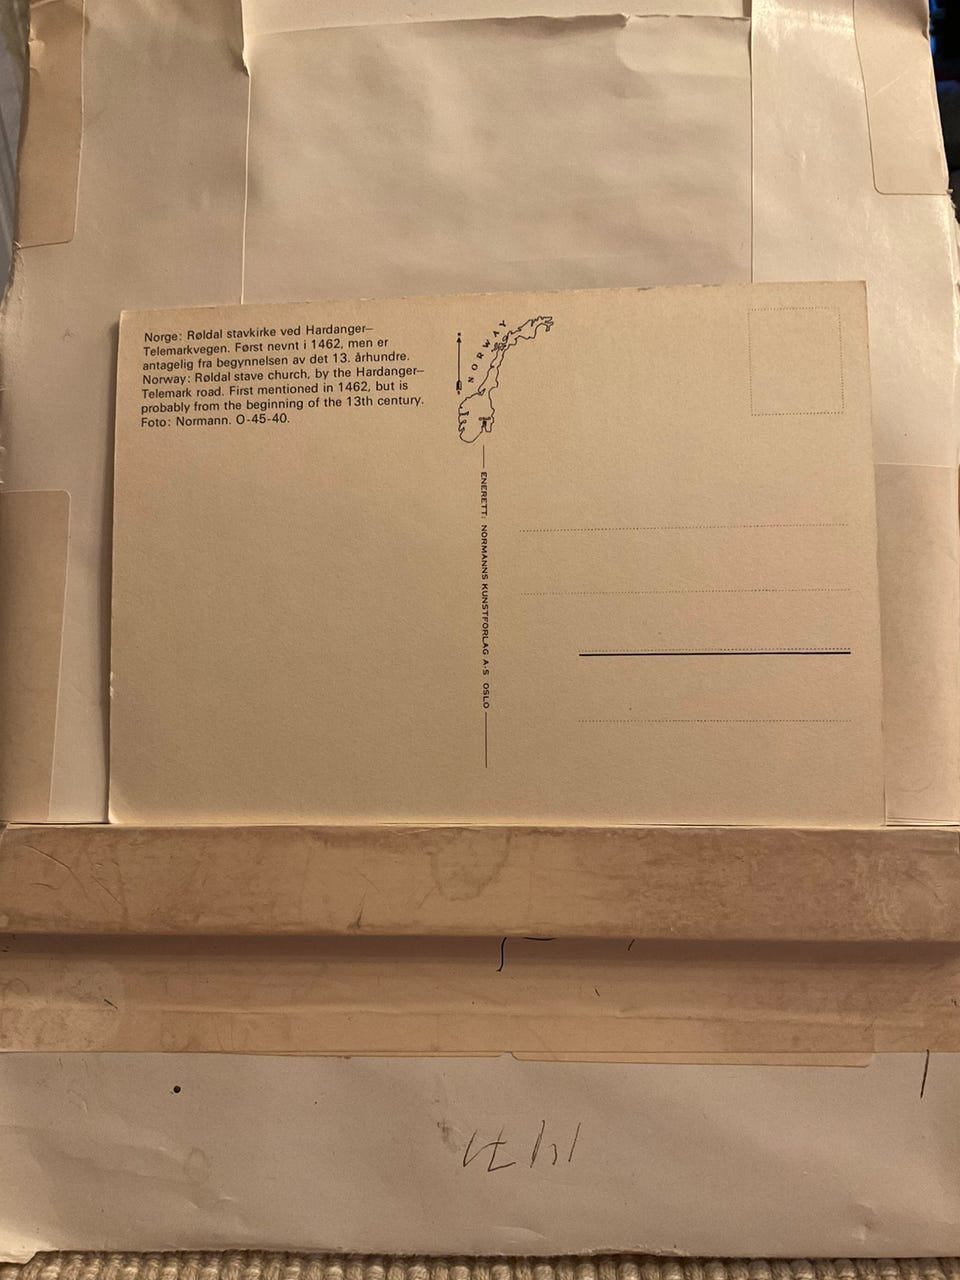 Norge: Røldal stavkirke ved Hardanger–
Telemarkvegen. Først nevnt i 1462, men er
antagelig fra begynnelsen av det 13. århundre.
Norway: Røldal stave church, by the Hardanger–
Telemark road. First mentioned in 1462, but is
probably from the beginning of the 13th century.
Foto: Normann. O-45-40.
NORWAY
ENERETT: NORMANNS KUNSTFORLAG A-S OSLO